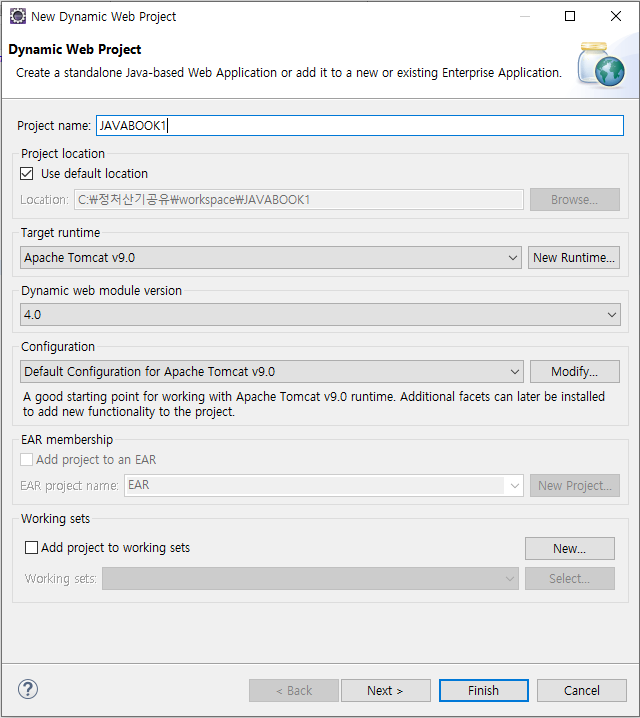 New Dynamic Web Project
Dynamic Web Project
Create a standalone Java-based Web Application or add it to a new or existing Enterprise Application.
Project name: JAVABOOK1
Project location
Use default location
Location: C:₩정처산기공유₩workspace₩JAVABOOK1 Browse...
Target runtime
Apache Tomcat v9.0 New Runtime...
Dynamic web module version
4.0
Configuration
Default Configuration for Apache Tomcat v9.0 Modify...
A good starting point for working with Apache Tomcat v9.0 runtime. Additional facets can later be installed
to add new functionality to the project.
EAR membership
Add project to an EAR
EAR project name: EAR New Project...
Working sets
Add project to working sets New...
Working sets: Select...
? < Back Next > Finish Cancel